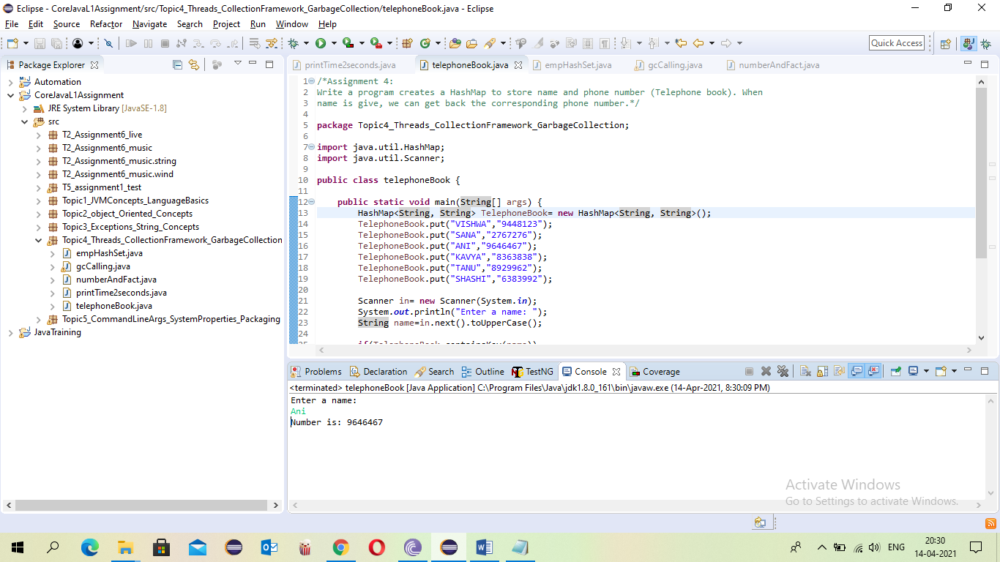 Eclipse - CoreJavaL1Assignment/src/Topic4_Threads_CollectionFramework_GarbageCollection/telephoneBook.java - Eclipse
File Edit Source Refactor Navigate Search Project Run Window Help
Quick Access
Package Explorer
Automation
CoreJavaL1Assignment
JRE System Library [JavaSE-1.8]
src
T2_Assignment6_live
T2_Assignment6_music
T2_Assignment6_music.string
T2_Assignment6_music.wind
T5_assignment1_test
Topic1_JVMConcepts_LanguageBasics
Topic2_object_Oriented_Concepts
Topic3_Exceptions_String_Concepts
Topic4_Threads_CollectionFramework_GarbageCollection
empHashSet.java
gcCalling.java
numberAndFact.java
printTime2seconds.java
telephoneBook.java
Topic5_CommandLineArgs_SystemProperties_Packaging
JavaTraining
printTime2seconds.java telephoneBook.java empHashSet.java gcCalling.java numberAndFact.java
1 /*Assignment 4:
2 Write a program creates a HashMap to store name and phone number (Telephone book). When
3 name is give, we can get back the corresponding phone number.*/
4
5 package Topic4_Threads_CollectionFramework_GarbageCollection;
6
7 import java.util.HashMap;
8 import java.util.Scanner;
9
10 public class telephoneBook {
11
12 public static void main(String[] args) {
13 HashMap<String, String> TelephoneBook= new HashMap<String, String>();
14 TelephoneBook.put("VISHWA","9448123");
15 TelephoneBook.put("SANA","2767276");
16 TelephoneBook.put("ANI","9646467");
17 TelephoneBook.put("KAVYA","8363838");
18 TelephoneBook.put("TANU","8929962");
19 TelephoneBook.put("SHASHI","6383992");
20
21 Scanner in= new Scanner(System.in);
22 System.out.println("Enter a name: ");
23 String name=in.next().toUpperCase();
24
25 if(TelephoneBook.containsKey(name))
Problems Declaration Search Outline TestNG Console Coverage
<terminated> telephoneBook [Java Application] C:\Program Files\Java\jdk1.8.0_161\bin\javaw.exe (14-Apr-2021, 8:30:09 PM)
Enter a name:
Ani
Number is: 9646467
Activate Windows
Go to Settings to activate Windows.
ENG
20:30
14-04-2021